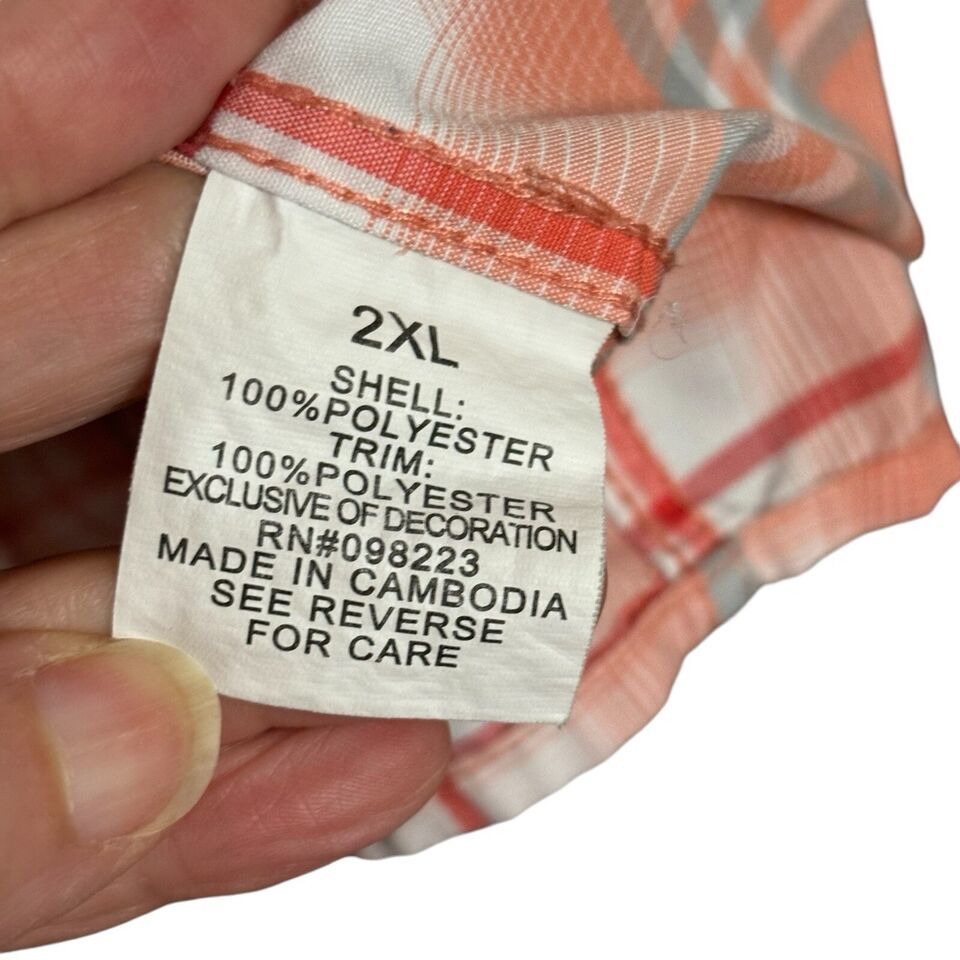 2XL
SHELL:
100%POLYESTER
TRIM:
100%POLYESTER
EXCLUSIVE OF DECORATION
RN#098223
MADE IN CAMBODIA
SEE REVERSE
FOR CARE